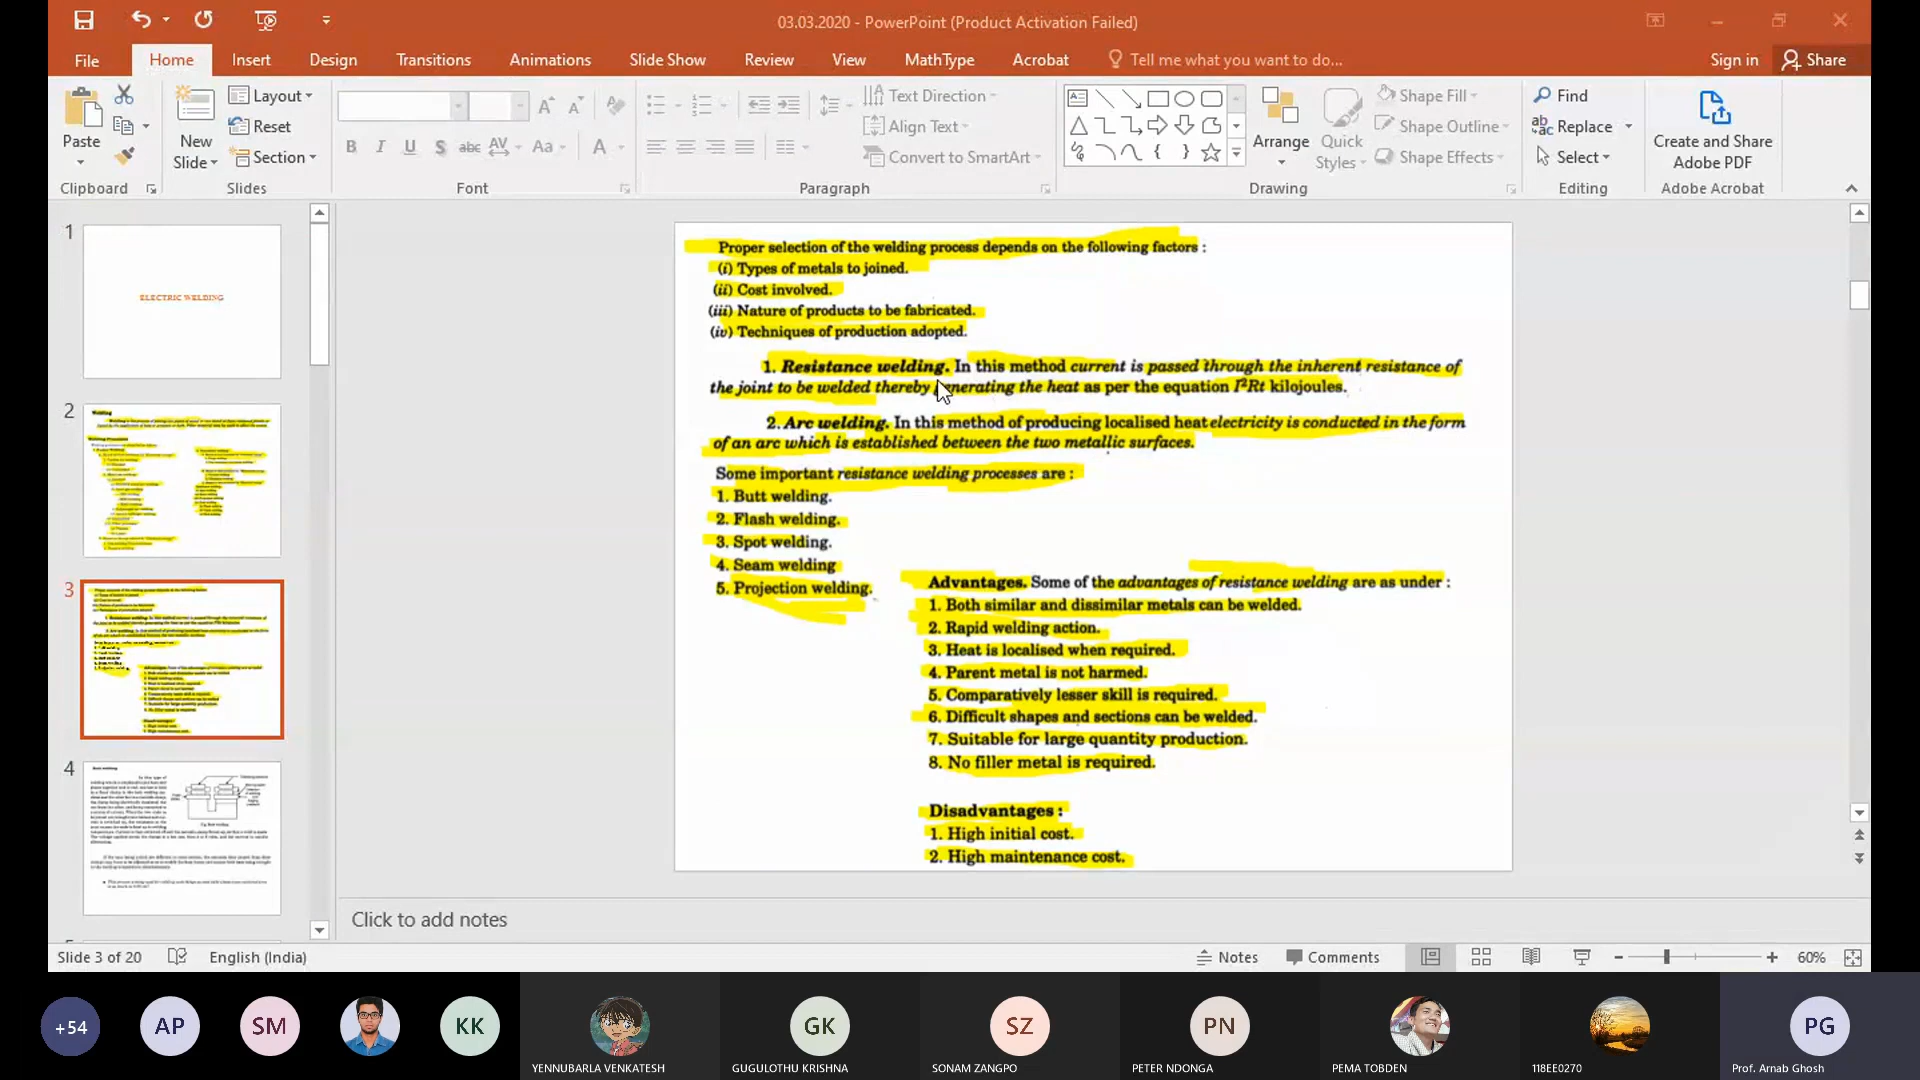 03.03.2020 - PowerPoint (Product Activation Failed)
File Home Insert Design Transitions Animations Slide Show Review View MathType Acrobat Tell me what you want to do... Sign in Share
Paste
New Slide
Layout
Reset
Section
Text Direction
Align Text
Convert to SmartArt
Arrange
Quick Styles
Shape Fill
Shape Outline
Shape Effects
Find
Replace
Select
Create and Share Adobe PDF
Clipboard Slides Font Paragraph Drawing Editing Adobe Acrobat
1
ELECTRIC WELDING
2
Welding
3
4
Proper selection of the welding process depends on the following factors :
(i) Types of metals to joined.
(ii) Cost involved.
(iii) Nature of products to be fabricated.
(iv) Techniques of production adopted.
1. Resistance welding. In this method current is passed through the inherent resistance of
the joint to be welded thereby generating the heat as per the equation I²Rt kilojoules.
2. Arc welding. In this method of producing localised heat electricity is conducted in the form
of an arc which is established between the two metallic surfaces.
Some important resistance welding processes are :
1. Butt welding.
2. Flash welding.
3. Spot welding.
4. Seam welding
5. Projection welding.
Advantages. Some of the advantages of resistance welding are as under :
1. Both similar and dissimilar metals can be welded.
2. Rapid welding action.
3. Heat is localised when required.
4. Parent metal is not harmed.
5. Comparatively lesser skill is required.
6. Difficult shapes and sections can be welded.
7. Suitable for large quantity production.
8. No filler metal is required.
Disadvantages :
1. High initial cost.
2. High maintenance cost.
Click to add notes
Slide 3 of 20 English (India) Notes Comments 60%
+54 AP SM KK GK SZ PN PG
YENNUBARLA VENKATESH GUGULOTHU KRISHNA SONAM ZANGPO PETER NDONGA PEMA TOBDEN 118EE0270 Prof. Arnab Ghosh